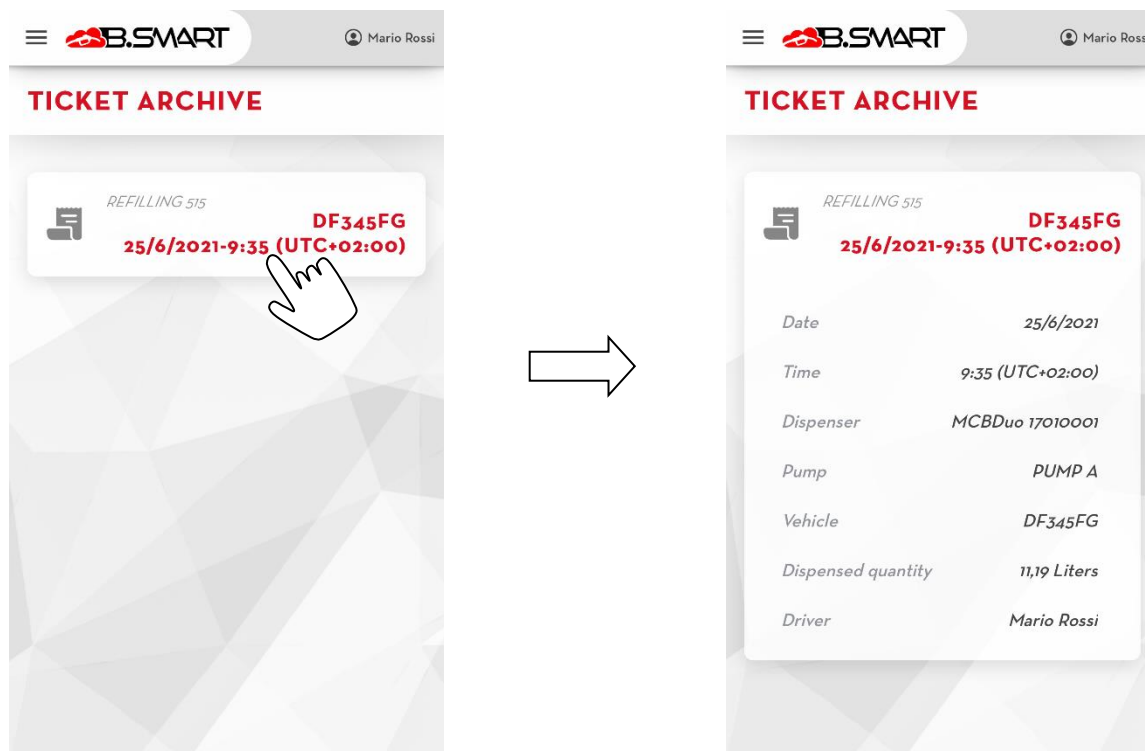 B.SMART
Mario Rossi
TICKET ARCHIVE
REFILLING 515
DF345FG
25/6/2021-9:35 (UTC+02:00)
B.SMART
Mario Ross
TICKET ARCHIVE
REFILLING 515
DF345FG
25/6/2021-9:35 (UTC+02:00)
Date 25/6/2021
Time 9:35 (UTC+02:00)
Dispenser MCBDuo 17010001
Pump PUMP A
Vehicle DF345FG
Dispensed quantity 11,19 Liters
Driver Mario Rossi